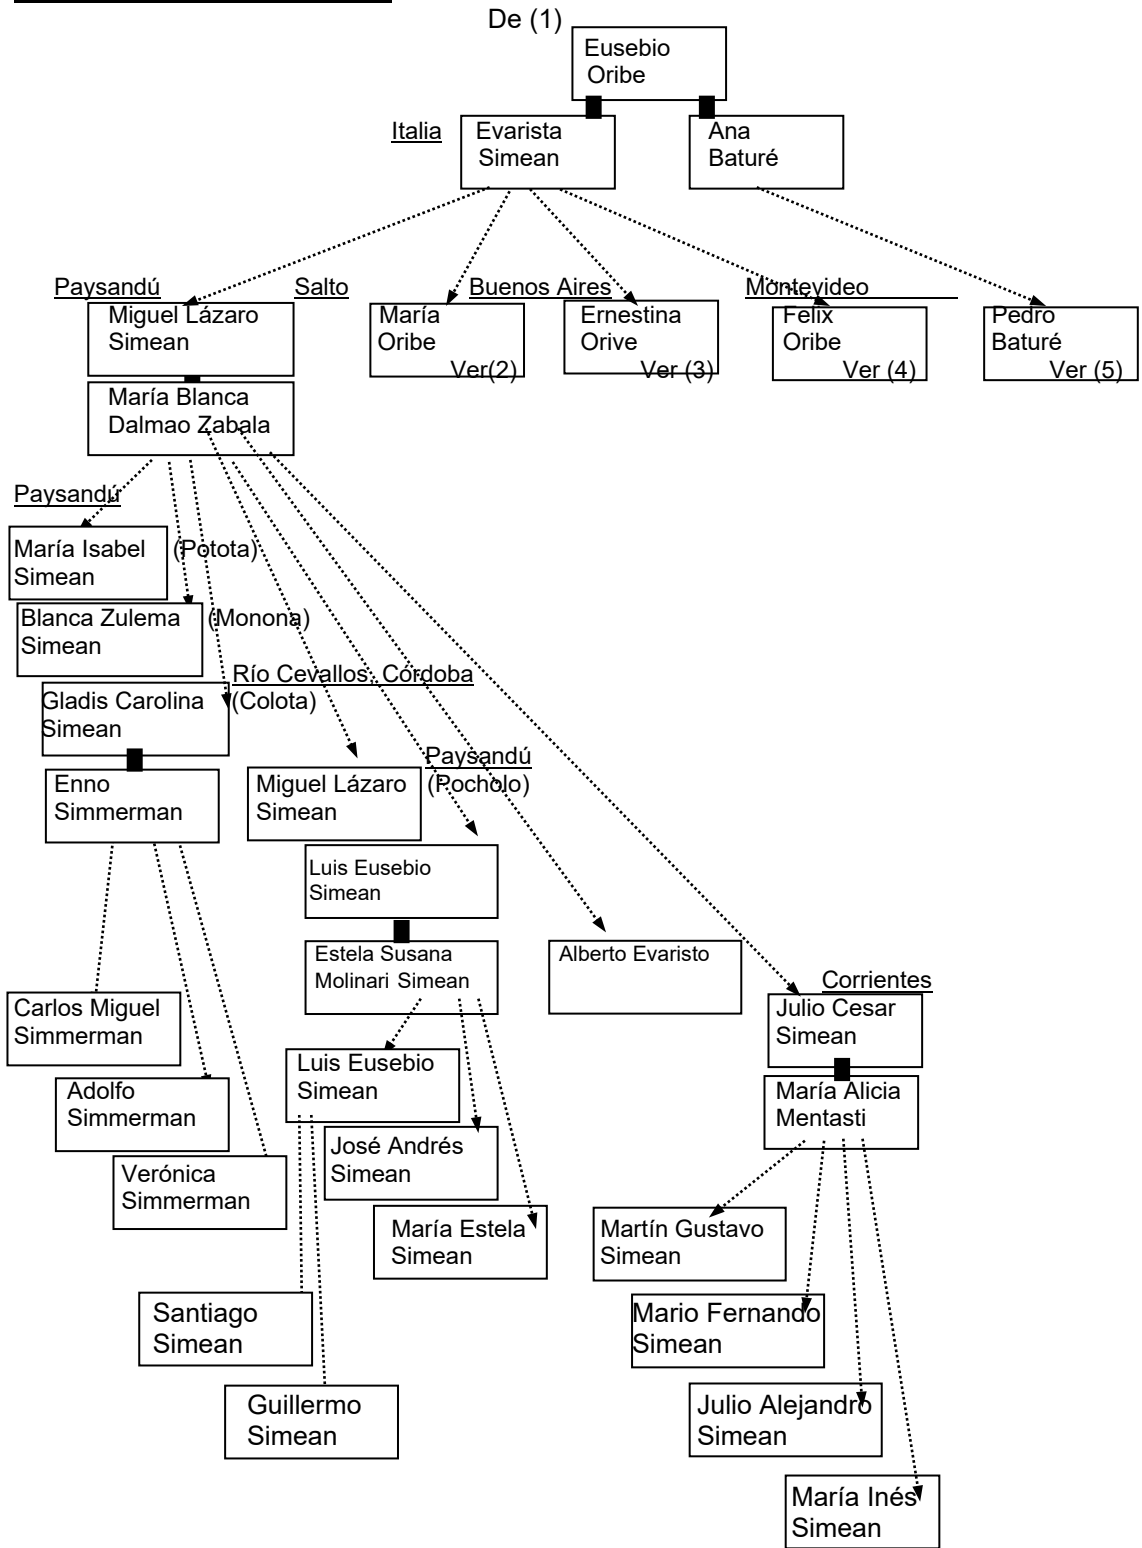 De (1)
Eusebio
Oribe
Italia
Evarista
Simean
Ana
Baturé
Paysandú
Salto
Buenos Aires
Montevideo
Miguel Lázaro
Simean
María
Oribe
Ver(2)
Ernestina
Orive
Ver (3)
Felix
Oribe
Ver (4)
Pedro
Baturé
Ver (5)
María Blanca
Dalmao Zabala
Paysandú
María Isabel
Simean
(Potota)
Blanca Zulema
Simean
(Monona)
Río Cevallos, Córdoba
Gladis Carolina
Simean
(Colota)
Enno
Simmerman
Miguel Lázaro
Simean
Paysandú
(Pocholo)
Luis Eusebio
Simean
Estela Susana
Molinari Simean
Alberto Evaristo
Corrientes
Julio Cesar
Simean
María Alicia
Mentasti
Carlos Miguel
Simmerman
Adolfo
Simmerman
Verónica
Simmerman
Luis Eusebio
Simean
José Andrés
Simean
María Estela
Simean
Santiago
Simean
Guillermo
Simean
Martín Gustavo
Simean
Mario Fernando
Simean
Julio Alejandro
Simean
María Inés
Simean